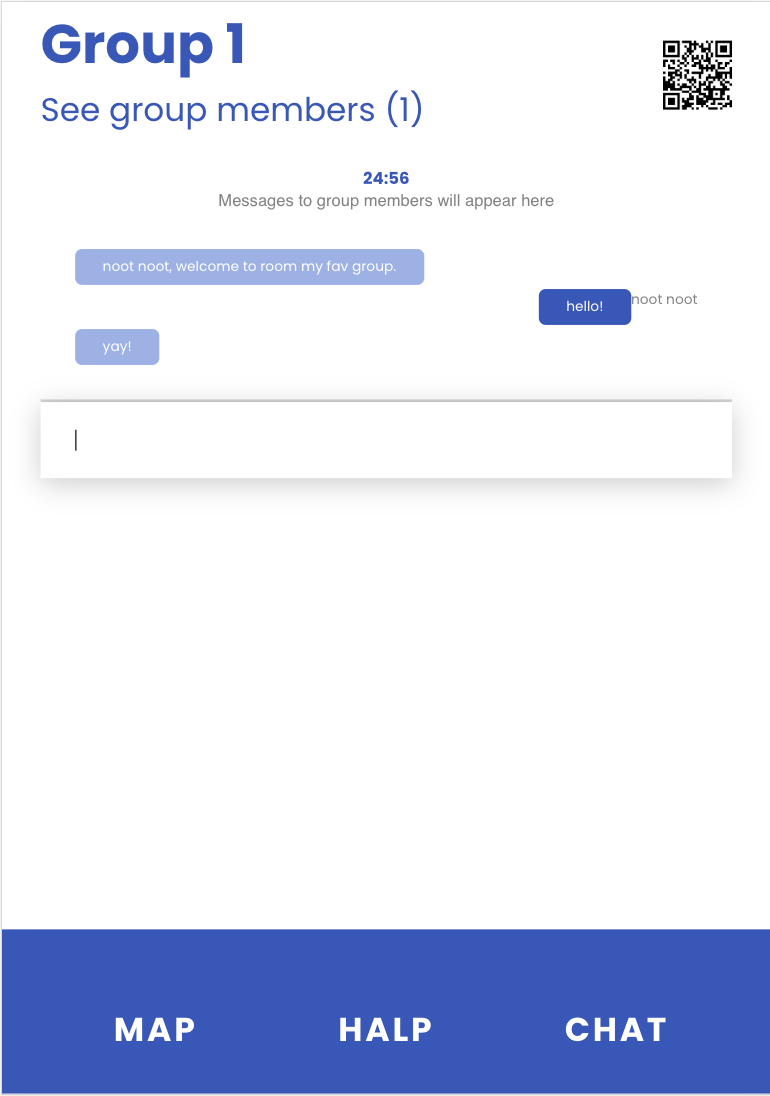 Group 1
See group members (1)
24:56
Messages to group members will appear here
noot noot, welcome to room my fav group.
hello! noot noot
yay!
MAP HALP CHAT